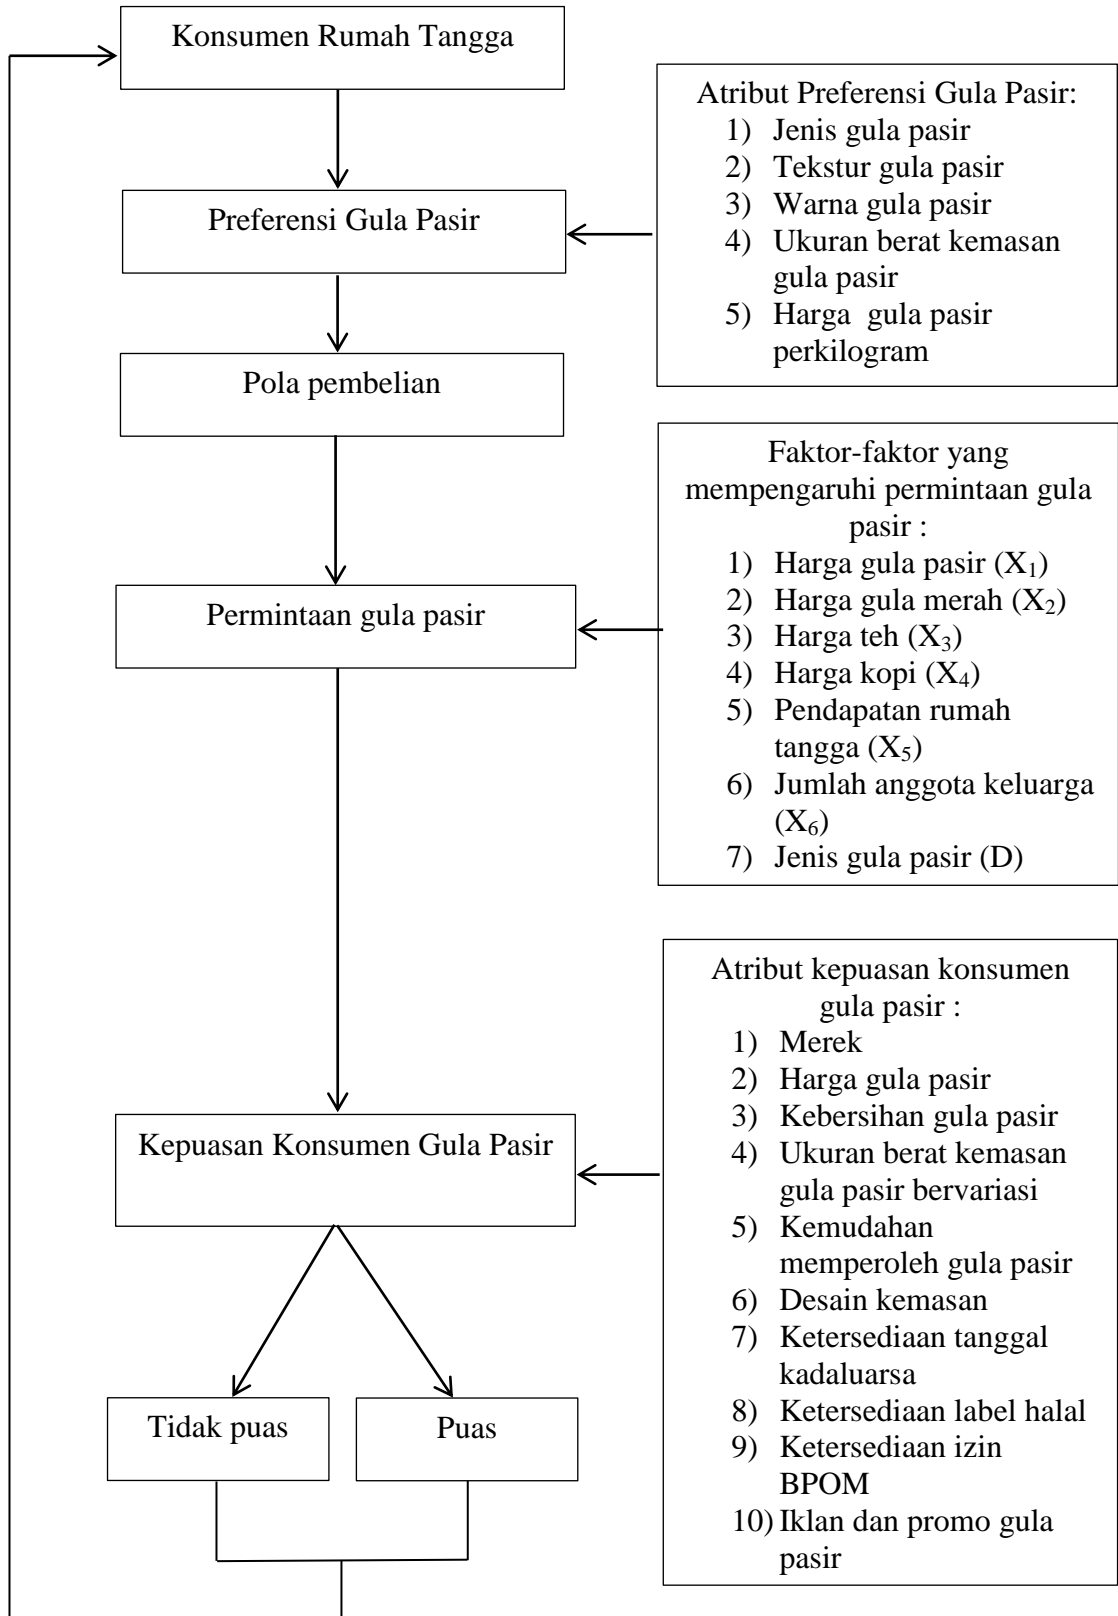 Konsumen Rumah Tangga
Atribut Preferensi Gula Pasir:
1) Jenis gula pasir
2) Tekstur gula pasir
3) Warna gula pasir
4) Ukuran berat kemasan
gula pasir
5) Harga gula pasir
perkilogram
Preferensi Gula Pasir
Pola pembelian
Faktor-faktor yang
mempengaruhi permintaan gula
pasir :
1) Harga gula pasir (X₁)
2) Harga gula merah (X₂)
3) Harga teh (X₃)
4) Harga kopi (X₄)
5) Pendapatan rumah
tangga (X₅)
6) Jumlah anggota keluarga
(X₆)
7) Jenis gula pasir (D)
Permintaan gula pasir
Atribut kepuasan konsumen
gula pasir :
1) Merek
2) Harga gula pasir
3) Kebersihan gula pasir
4) Ukuran berat kemasan
gula pasir bervariasi
5) Kemudahan
memperoleh gula pasir
6) Desain kemasan
7) Ketersediaan tanggal
kadaluarsa
8) Ketersediaan label halal
9) Ketersediaan izin
BPOM
10) Iklan dan promo gula
pasir
Kepuasan Konsumen Gula Pasir
Tidak puas
Puas